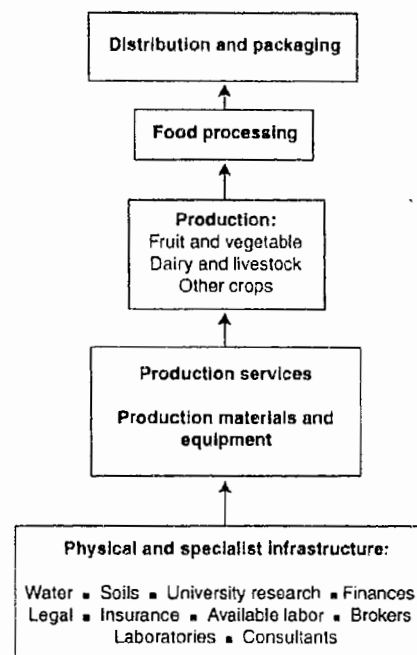 Distribution and packaging
Food processing
Production:
Fruit and vegetable
Dairy and livestock
Other crops
Production services
Production materials and
equipment
Physical and specialist infrastructure:
Water ▪ Soils ▪ University research ▪ Finances
Legal ▪ Insurance ▪ Available labor ▪ Brokers
Laboratories ▪ Consultants